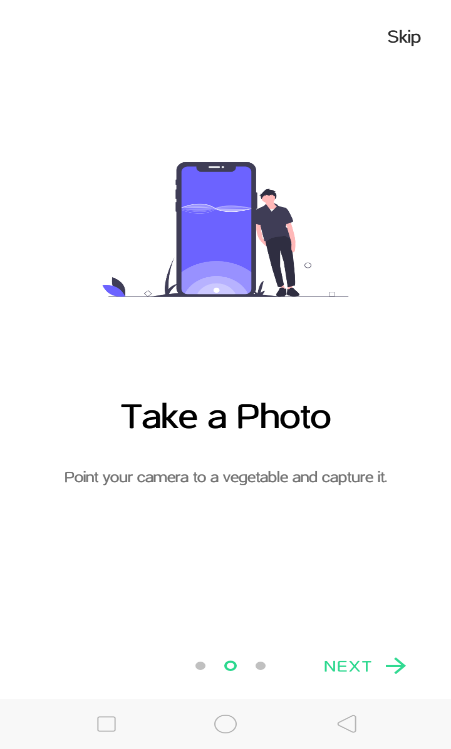 Skip
Take a Photo
Point your camera to a vegetable and capture it.
NEXT